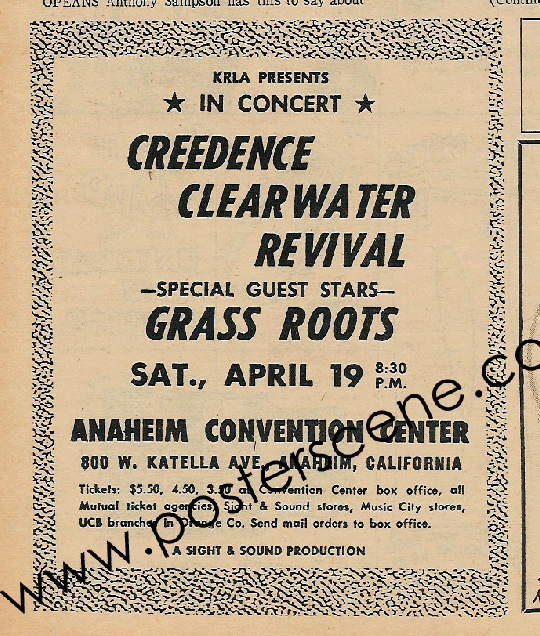 OPEANS Anthony Sampson has this to say about
KRLA PRESENTS
★ IN CONCERT ★
CREEDENCE
CLEARWATER
REVIVAL
—SPECIAL GUEST STARS—
GRASS ROOTS
SAT., APRIL 19 8:30 P.M.
ANAHEIM CONVENTION CENTER
800 W. KATELLA AVE., ANAHEIM, CALIFORNIA
Tickets: $5.50, 4.50, 3.50 at Convention Center box office, all
Mutual ticket agencies, Sight & Sound stores, Music City stores,
UCB branches in Orange Co. Send mail orders to box office.
A SIGHT & SOUND PRODUCTION
www.posterscene.co